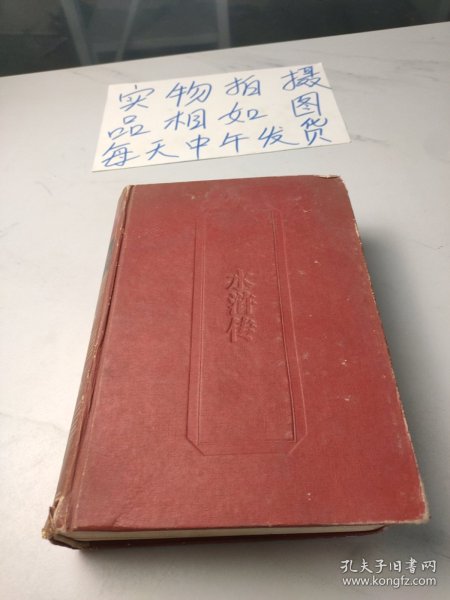 实物拍摄
品相如图
每天中午发货
水浒传
孔夫子旧书网
www.kongfz.com